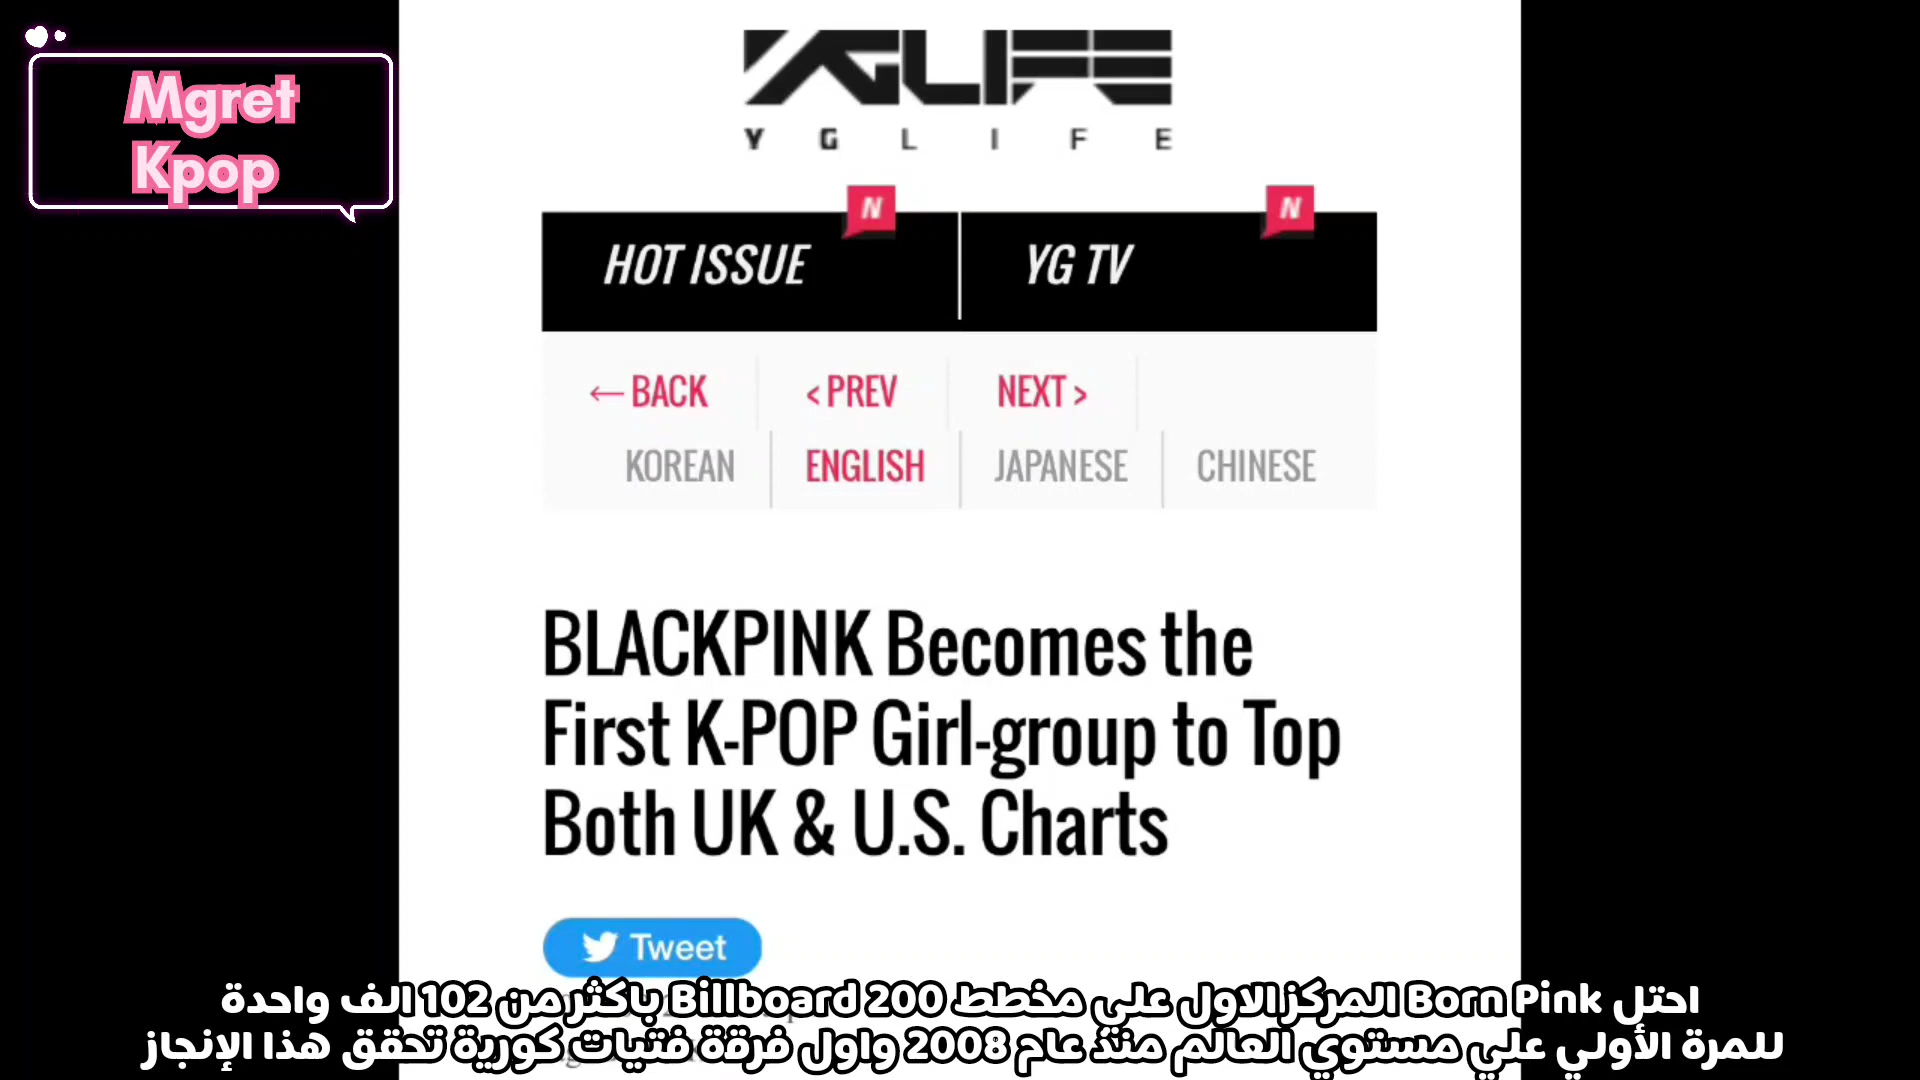 Mgret
Kpop
YGLIFE
YGLIFE
N
N
HOT ISSUE
YG TV
← BACK
< PREV
NEXT >
KOREAN
ENGLISH
JAPANESE
CHINESE
BLACKPINK Becomes the
First K-POP Girl-group to Top
Both UK & U.S. Charts
Tweet
احتل Born Pink المركز الاول علي مخطط Billboard 200 باكثر من 102 الف واحدة
للمرة الأولي علي مستوي العالم منذ عام 2008 واول فرقة فتيات كورية تحقق هذا الإنجاز